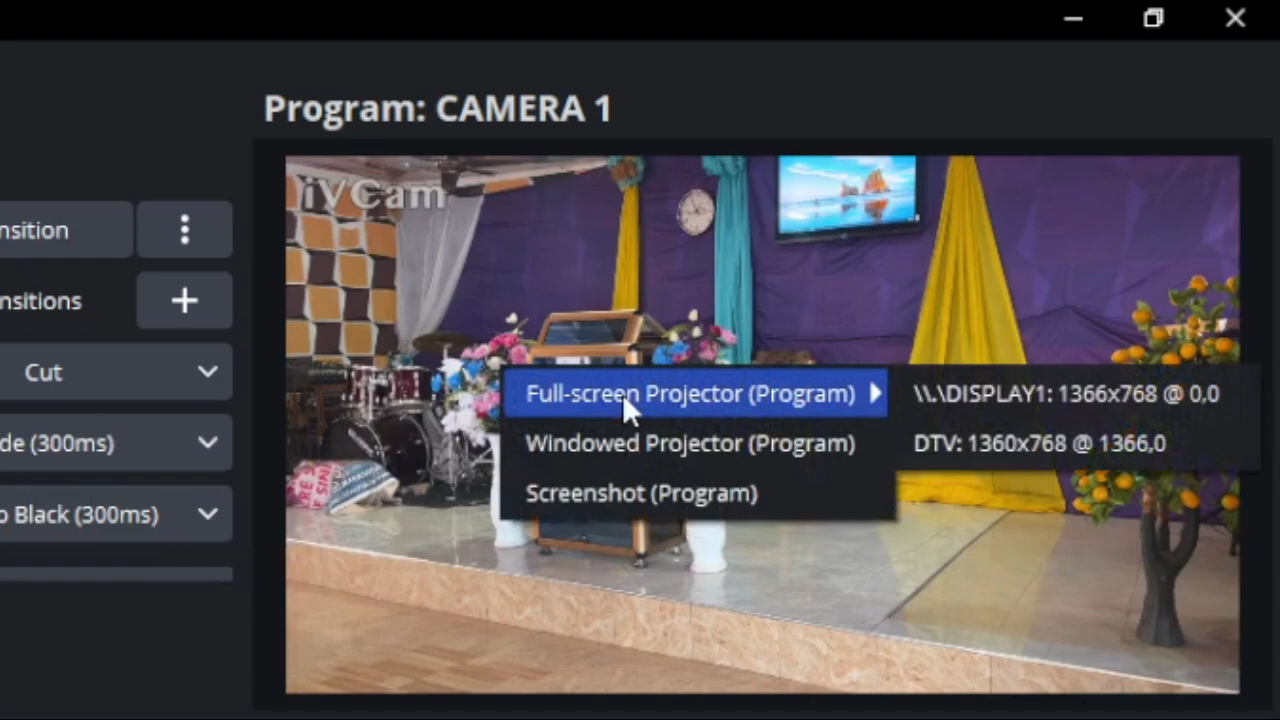 Program: CAMERA 1
iVCam
nsition
nsitions
Cut
de (300ms)
o Black (300ms)
Full-screen Projector (Program)
Windowed Projector (Program)
Screenshot (Program)
\\.\DISPLAY1: 1366x768 @ 0,0
DTV: 1360x768 @ 1366,0